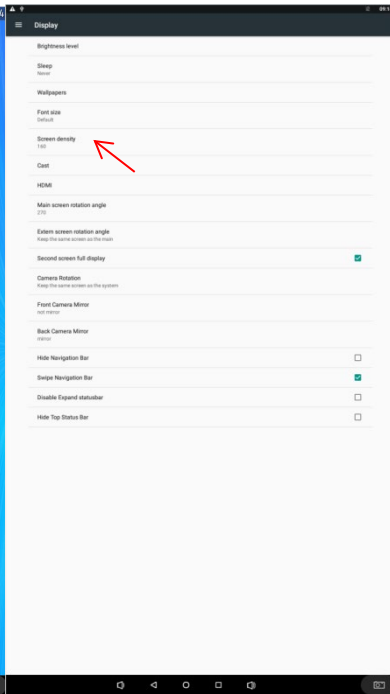 Display
Brightness level
Sleep
Never
Wallpapers
Font size
Default
Screen density
160
Cast
HDMI
Main screen rotation angle
270
Extern screen rotation angle
Keep the same screen as the main
Second screen full display
Camera Rotation
Keep the same screen as the system
Front Camera Mirror
not mirror
Back Camera Mirror
mirror
Hide Navigation Bar
Swipe Navigation Bar
Disable Expand statusbar
Hide Top Status Bar